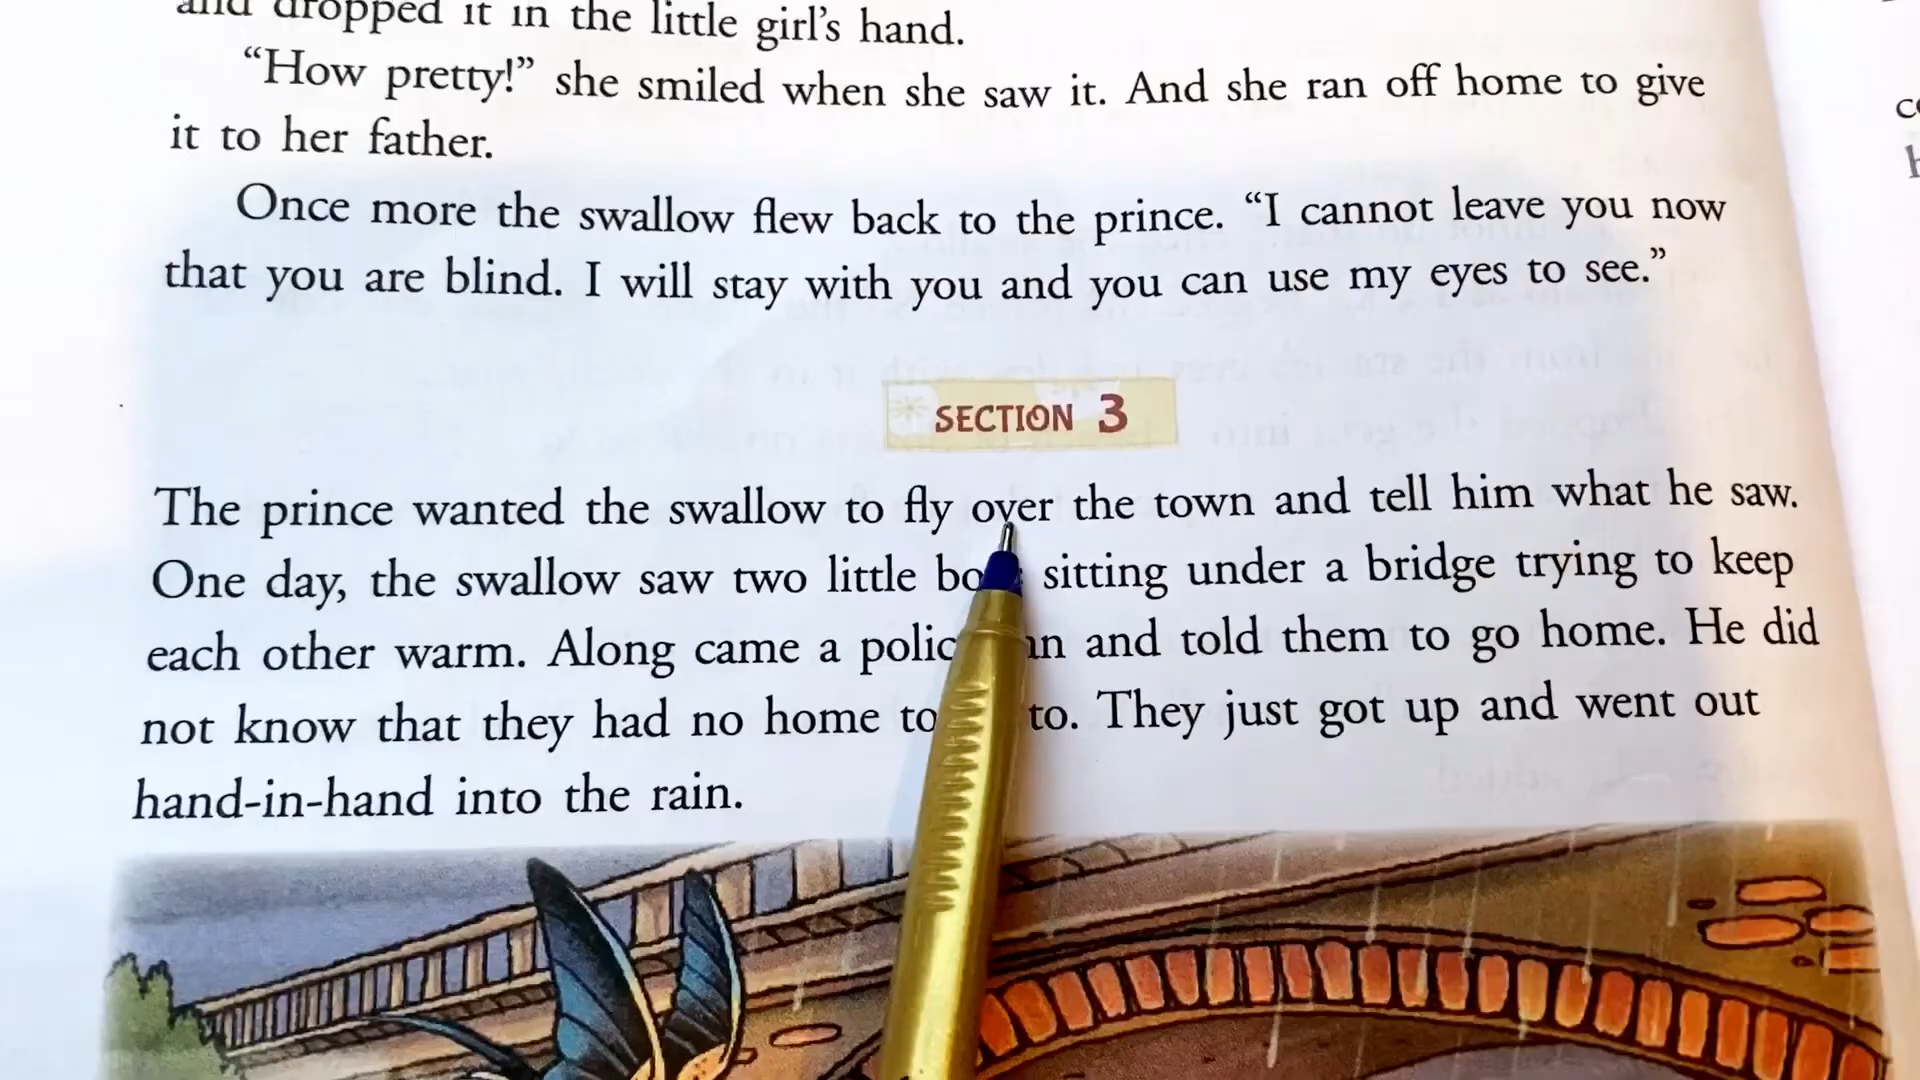 and dropped it in the little girl's hand.
“How pretty!” she smiled when she saw it. And she ran off home to give
it to her father.
Once more the swallow flew back to the prince. “I cannot leave you now
that you are blind. I will stay with you and you can use my eyes to see.”
SECTION 3
The prince wanted the swallow to fly over the town and tell him what he saw.
One day, the swallow saw two little sitting under a bridge trying to keep
each other warm. Along came a and told them to go home. He did
not know that they had no home to to. They just got up and went out
hand-in-hand into the rain.